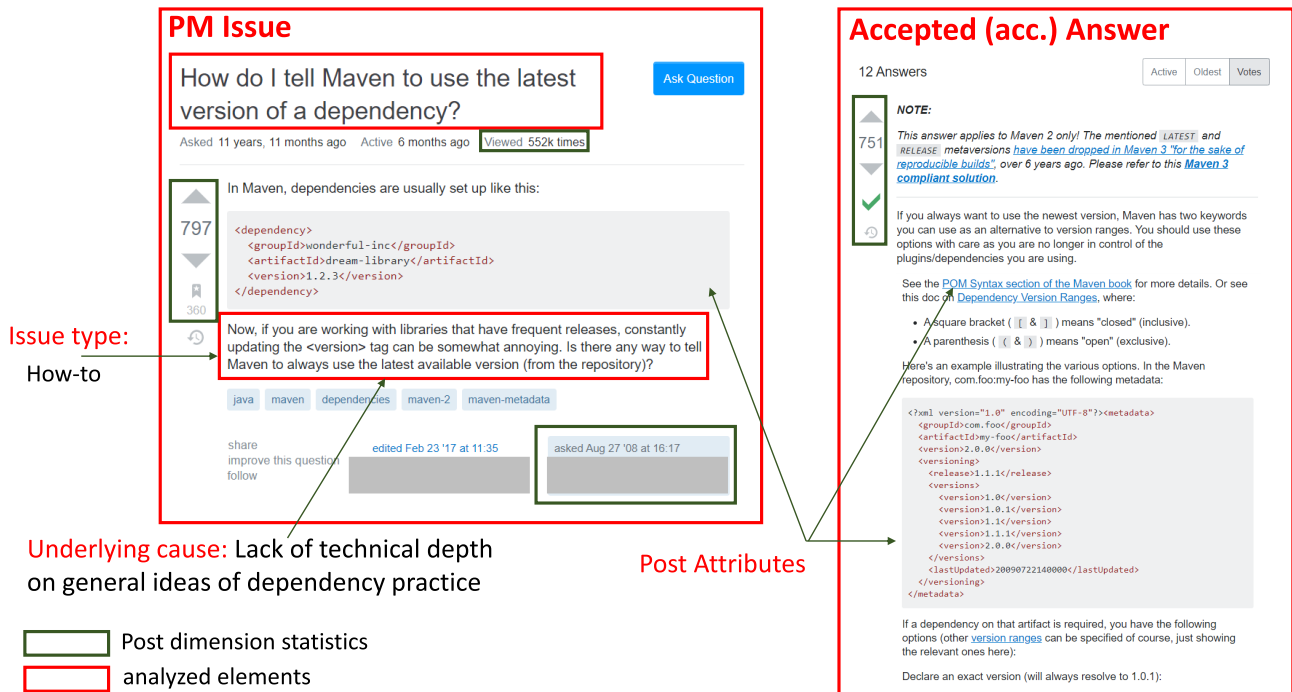 PM Issue
How do I tell Maven to use the latest
version of a dependency?
Ask Question
Asked 11 years, 11 months ago Active 6 months ago Viewed 552k times
In Maven, dependencies are usually set up like this:
797
<dependency>
<groupId>wonderful-inc</groupId>
<artifactId>dream-library</artifactId>
<version>1.2.3</version>
</dependency>
360
Now, if you are working with libraries that have frequent releases, constantly
updating the <version> tag can be somewhat annoying. Is there any way to tell
Maven to always use the latest available version (from the repository)?
java maven dependencies maven-2 maven-metadata
share
improve this question
follow
edited Feb 23 '17 at 11:35
asked Aug 27 '08 at 16:17
Issue type:
How-to
Underlying cause: Lack of technical depth
on general ideas of dependency practice
Post Attributes
Post dimension statistics
analyzed elements
Accepted (acc.) Answer
12 Answers
Active Oldest Votes
751
NOTE:
This answer applies to Maven 2 only! The mentioned LATEST and
RELEASE metaversions have been dropped in Maven 3 "for the sake of
reproducible builds", over 6 years ago. Please refer to this Maven 3
compliant solution.
If you always want to use the newest version, Maven has two keywords
you can use as an alternative to version ranges. You should use these
options with care as you are no longer in control of the
plugins/dependencies you are using.
See the POM Syntax section of the Maven book for more details. Or see
this doc on Dependency Version Ranges, where:
• A square bracket ( [ & ] ) means "closed" (inclusive).
• A parenthesis ( ( & ) ) means "open" (exclusive).
Here's an example illustrating the various options. In the Maven
repository, com.foo:my-foo has the following metadata:
<?xml version="1.0" encoding="UTF-8"?><metadata>
<groupId>com.foo</groupId>
<artifactId>my-foo</artifactId>
<version>2.0.0</version>
<versioning>
<release>1.1.1</release>
<versions>
<version>1.0</version>
<version>1.0.1</version>
<version>1.1</version>
<version>1.1.1</version>
<version>2.0.0</version>
</versions>
<lastUpdated>20090722140000</lastUpdated>
</versioning>
</metadata>
If a dependency on that artifact is required, you have the following
options (other version ranges can be specified of course, just showing
the relevant ones here):
Declare an exact version (will always resolve to 1.0.1):